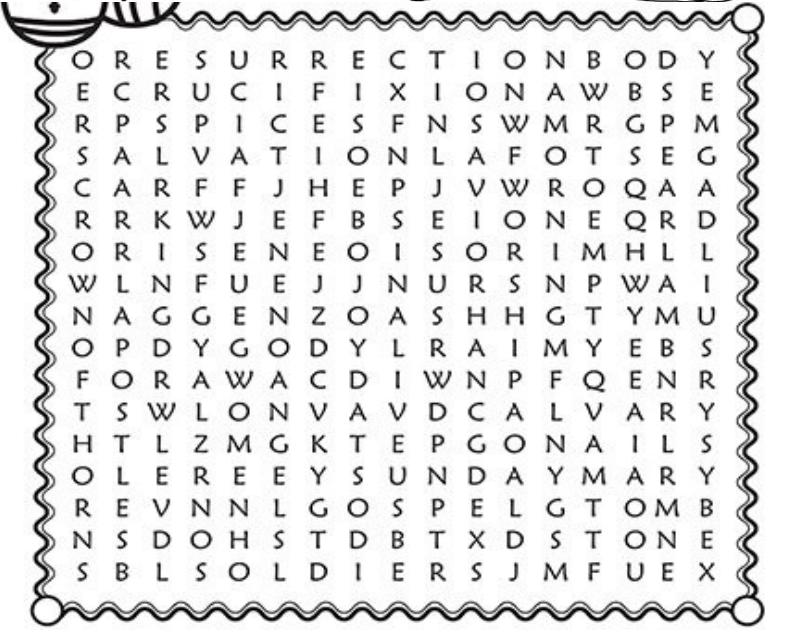 O R E S U R R E C T I O N B O D Y
E C R U C I F I X I O N A W B S E
R P S P I C E S F N S W M R G P M
S A L V A T I O N L A F O T S E G
C A R F F J H E P J V W R O Q A A
R R K W J E F B S E I O N E Q R D
O R I S E N E O I S O R I M H L L
W L N F U E J J N U R S N P W A I
N A G G E N Z O A S H H G T Y M U
O P D Y G O D Y L R A I M Y E B S
F O R A W A C D I W N P F Q E N R
T S W L O N V A V D C A L V A R Y
H T L Z M G K T E P G O N A I L S
O L E R E E Y S U N D A Y M A R Y
R E V N N L G O S P E L G T O M B
N S D O H S T D B T X D S T O N E
S B L S O L D I E R S J M F U E X